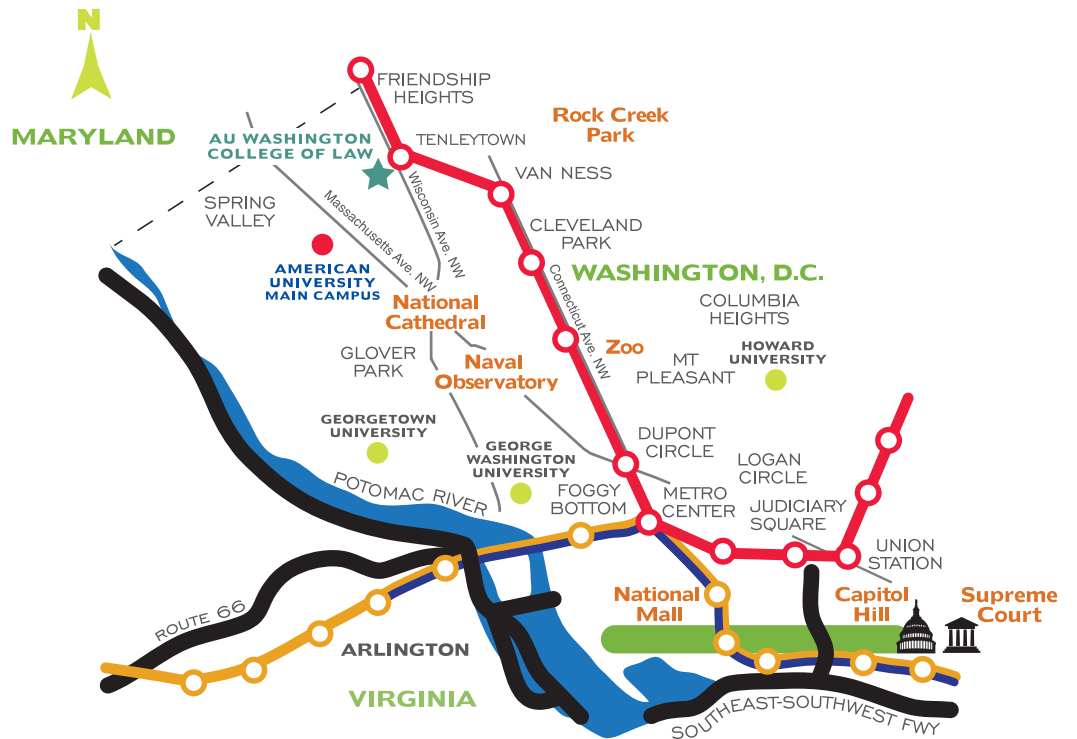 N
MARYLAND
FRIENDSHIP
HEIGHTS
Rock Creek
Park
AU WASHINGTON
COLLEGE OF LAW
TENLEYTOWN
VAN NESS
SPRING
VALLEY
Massachusetts Ave. NW
Wisconsin Ave. NW
CLEVELAND
PARK
AMERICAN
UNIVERSITY
MAIN CAMPUS
WASHINGTON, D.C.
Connecticut Ave. NW
National
Cathedral
COLUMBIA
HEIGHTS
GLOVER
PARK
Naval
Observatory
Zoo
MT
PLEASANT
HOWARD
UNIVERSITY
GEORGETOWN
UNIVERSITY
GEORGE
WASHINGTON
UNIVERSITY
DUPONT
CIRCLE
LOGAN
CIRCLE
POTOMAC RIVER
FOGGY
BOTTOM
METRO
CENTER
JUDICIARY
SQUARE
UNION
STATION
National
Mall
Capitol
Hill
Supreme
Court
ROUTE 66
ARLINGTON
VIRGINIA
SOUTHEAST-SOUTHWEST FWY